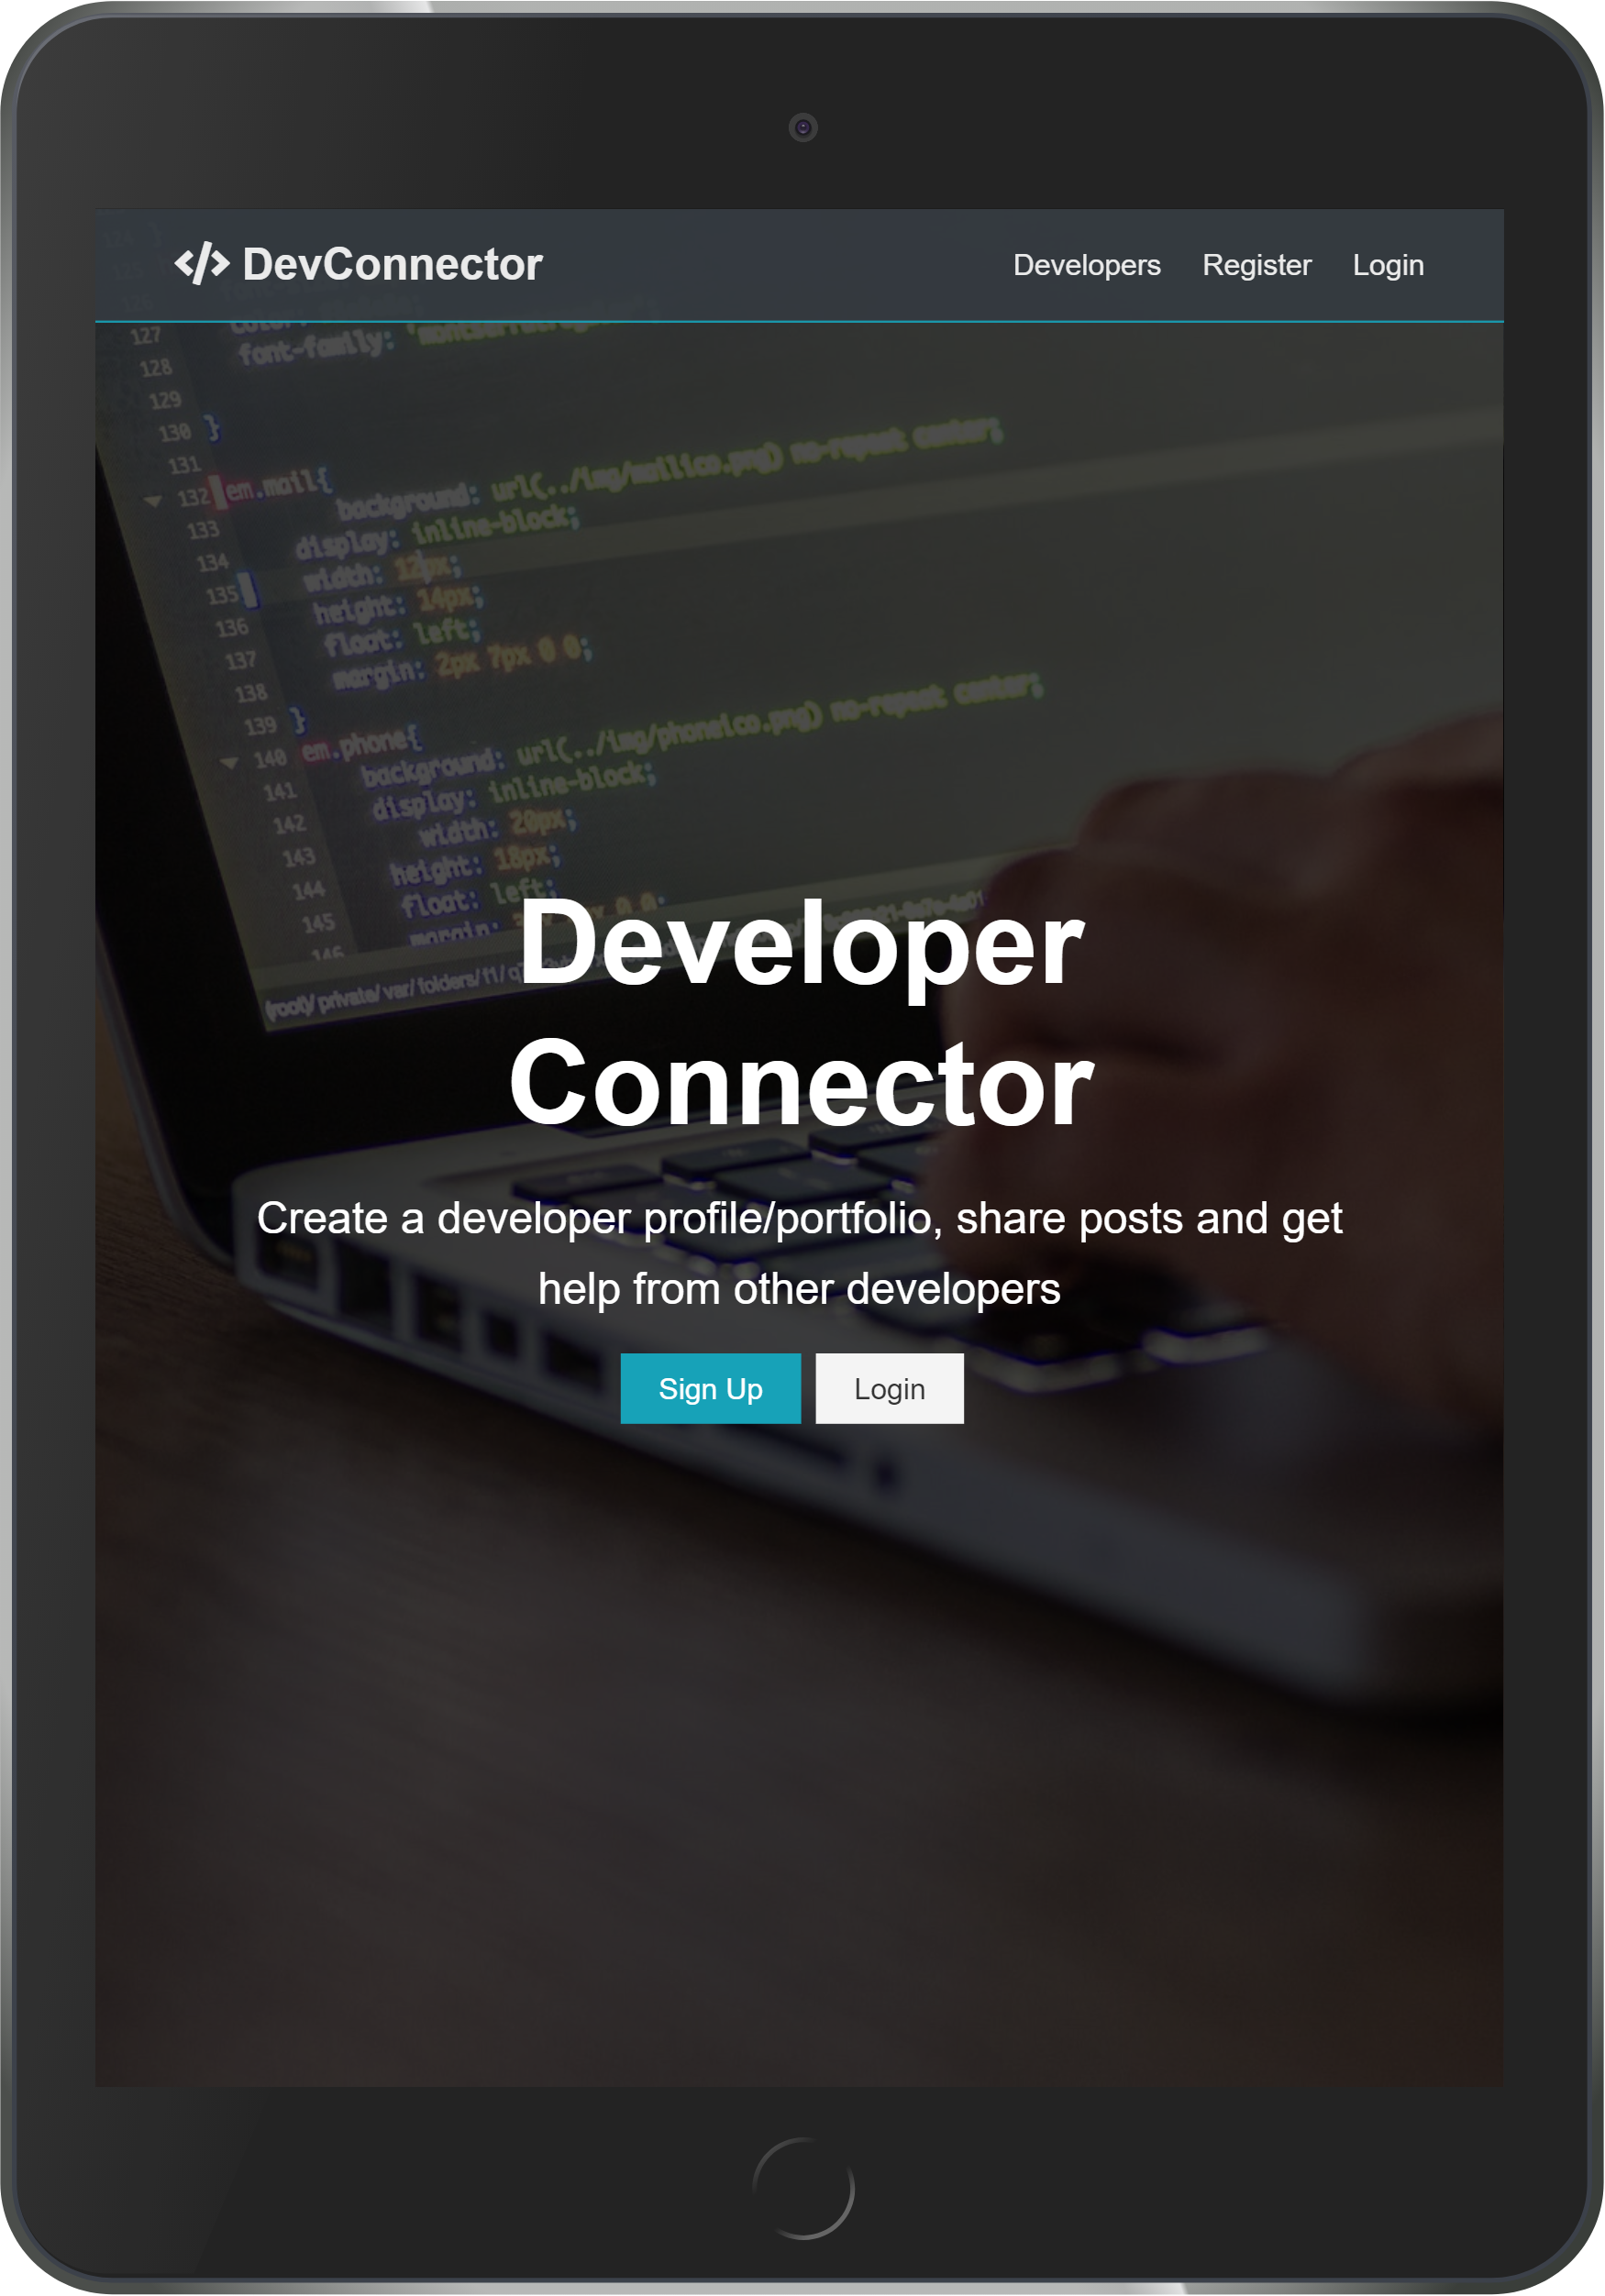 </> DevConnector
Developers Register Login
127
font-family:
128
129
130 }
131
132 em.mail{
133 background: url(../img/mailico.png) no-repeat center;
134 display: inline-block;
135 width: 12px;
136 height: 14px;
137 float: left;
138 margin: 2px 7px 0 0;
139 }
140 em.phone{
141 background: url(../img/phoneico.png) no-repeat center;
142 display: inline-block;
143 width: 20px;
144 height: 18px;
145 float: left;
146 margin:
(root)/ private/ var/ folders/
Developer
Connector
Create a developer profile/portfolio, share posts and get
help from other developers
Sign Up Login